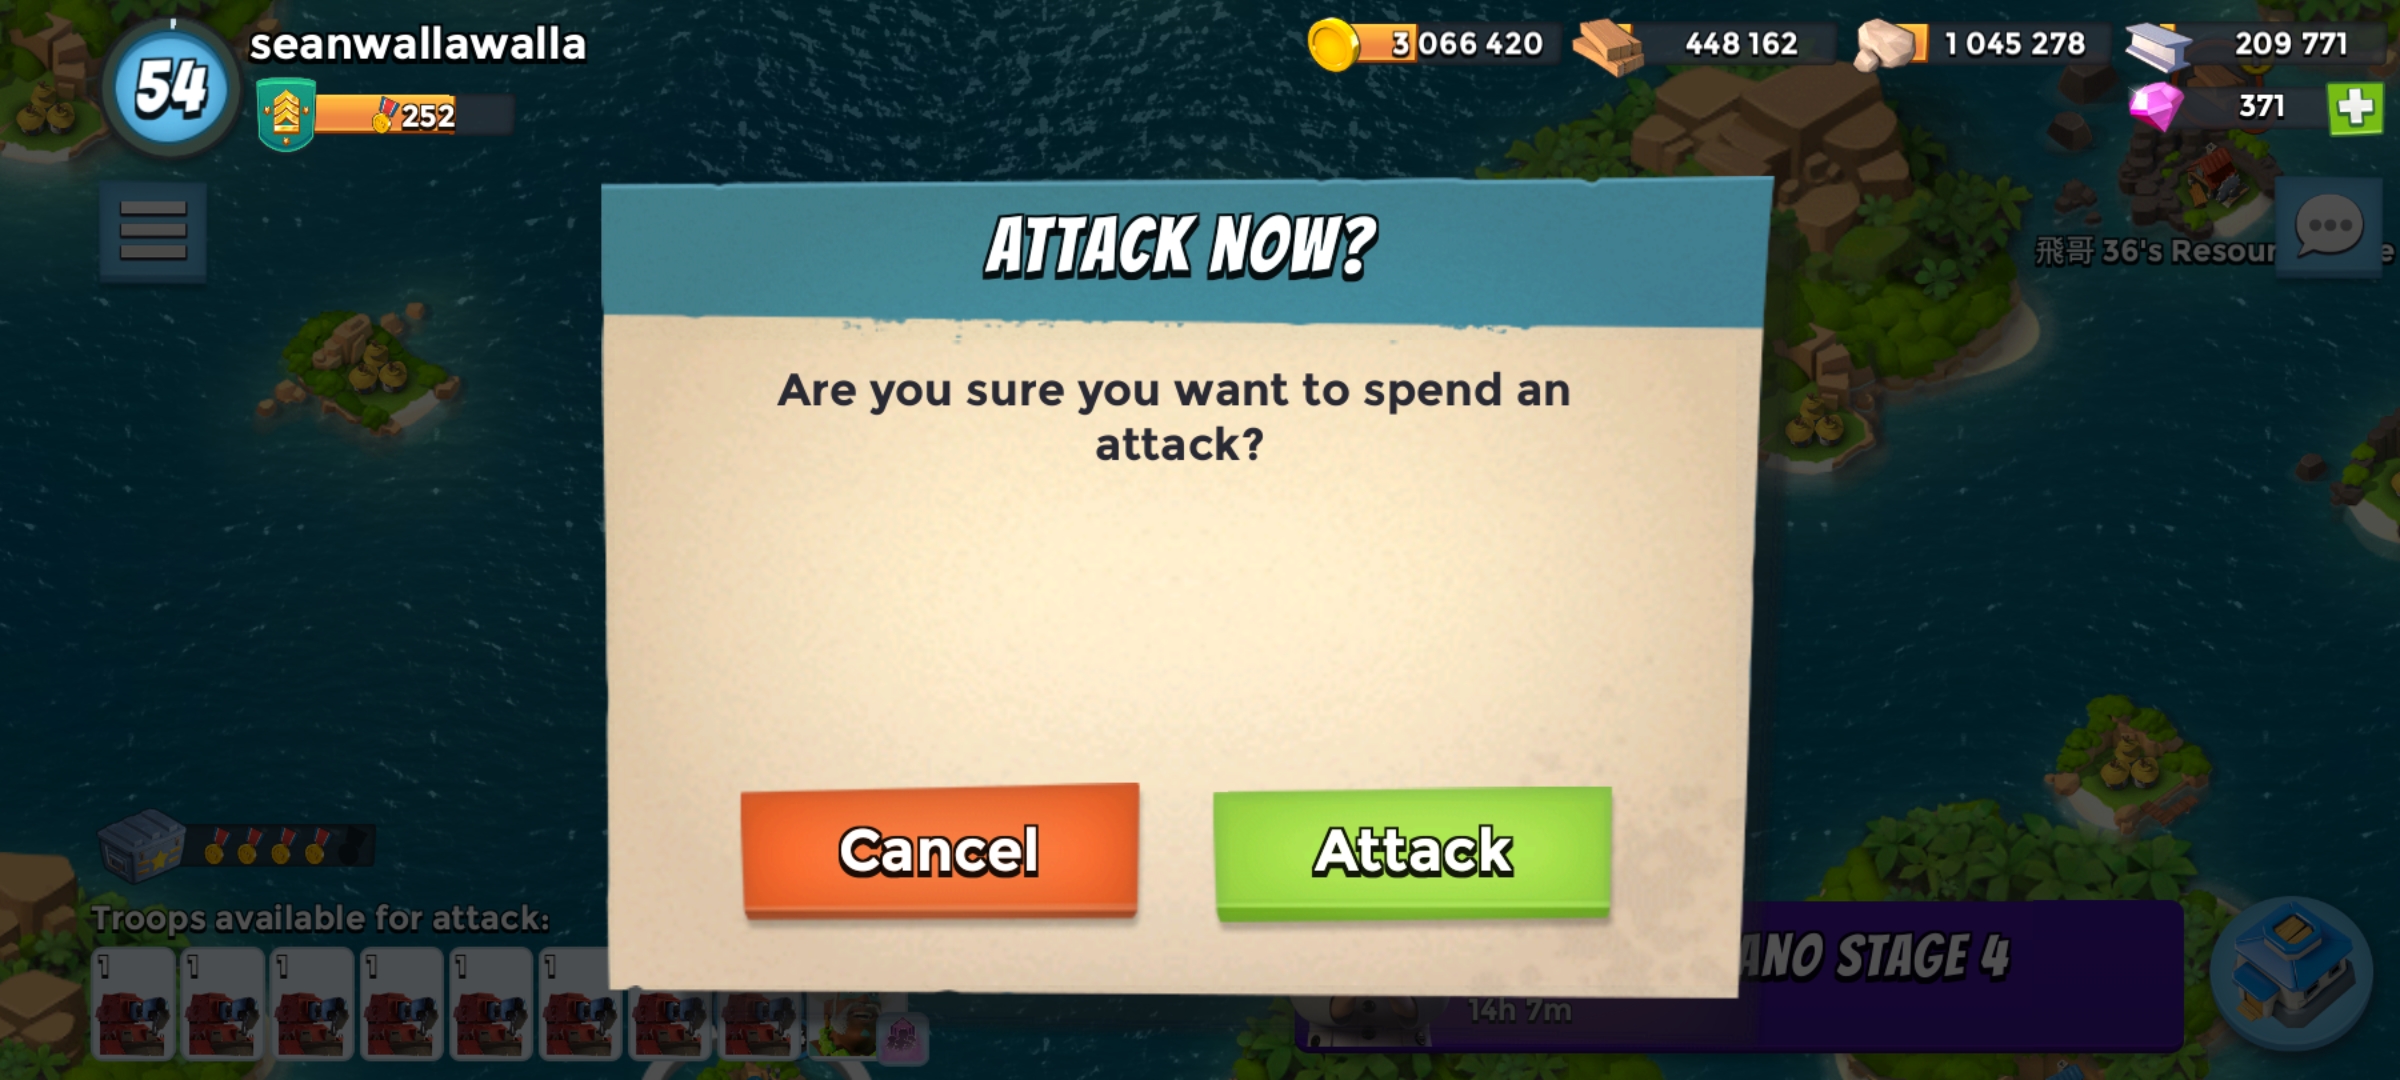 54
seanwallawalla
252
3 066 420
448 162
1 045 278
209 771
371
飛哥 36's Resour
ATTACK NOW?
Are you sure you want to spend an
attack?
Cancel
Attack
Troops available for attack:
1
1
1
1
1
1
STAGE 4
14h 7m